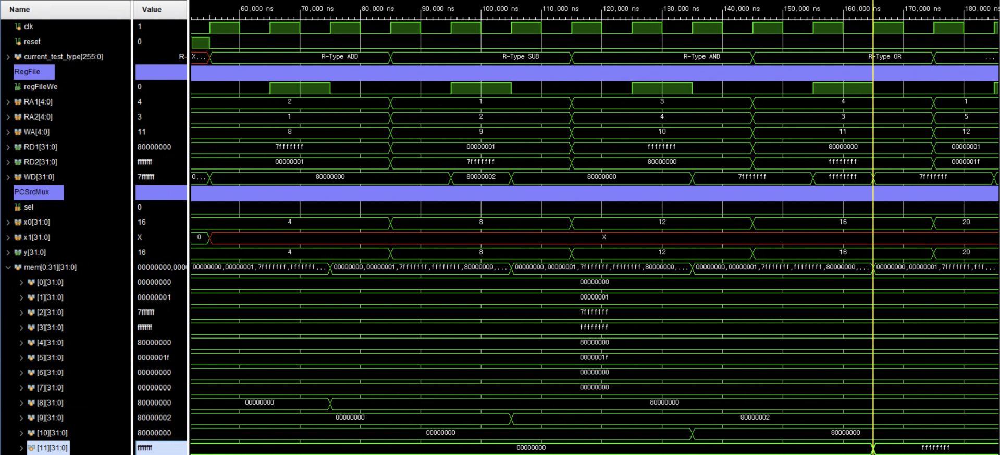 Name Value 60,000 ns 70,000 ns 80,000 ns 90,000 ns 100,000 ns 110,000 ns 120,000 ns 130,000 ns 140,000 ns 150,000 ns 160,000 ns 170,000 ns 180,000 ns
clk 1
reset 0
current_test_type[255:0] R- X... R-Type ADD R-Type SUB R-Type AND R-Type OR ...
RegFile
regFileWe 0
RA1[4:0] 4 2 1 3 4 1
RA2[4:0] 3 1 2 4 3 5
WA[4:0] 11 8 9 10 11 12
RD1[31:0] 80000000 7fffffff 00000001 ffffffff 80000000 00000001
RD2[31:0] ffffffff 00000001 7fffffff 80000000 ffffffff 0000001f
WD[31:0] 7fffffff 0... 80000000 80000002 80000000 7fffffff ffffffff 7fffffff
PCSrcMux
sel 0
x0[31:0] 16 4 8 12 16 20
x1[31:0] X 0 X
y[31:0] 16 4 8 12 16 20
mem[0:31][31:0] 00000000,000 00000000,00000001,7fffffff,ffffffff... 00000000,00000001,7fffffff,ffffffff,80000000,... 00000000,00000001,7fffffff,ffffffff,80000000,... 00000000,00000001,7fffffff,ffffffff,80000000,... 00000000,00000001,7fffffff,fff...
[0][31:0] 00000000 00000000
[1][31:0] 00000001 00000001
[2][31:0] 7fffffff 7fffffff
[3][31:0] ffffffff ffffffff
[4][31:0] 80000000 80000000
[5][31:0] 0000001f 0000001f
[6][31:0] 00000000 00000000
[7][31:0] 00000000 00000000
[8][31:0] 80000000 00000000 80000000
[9][31:0] 80000002 00000000 80000002
[10][31:0] 80000000 00000000 80000000
[11][31:0] ffffffff 00000000 ffffffff